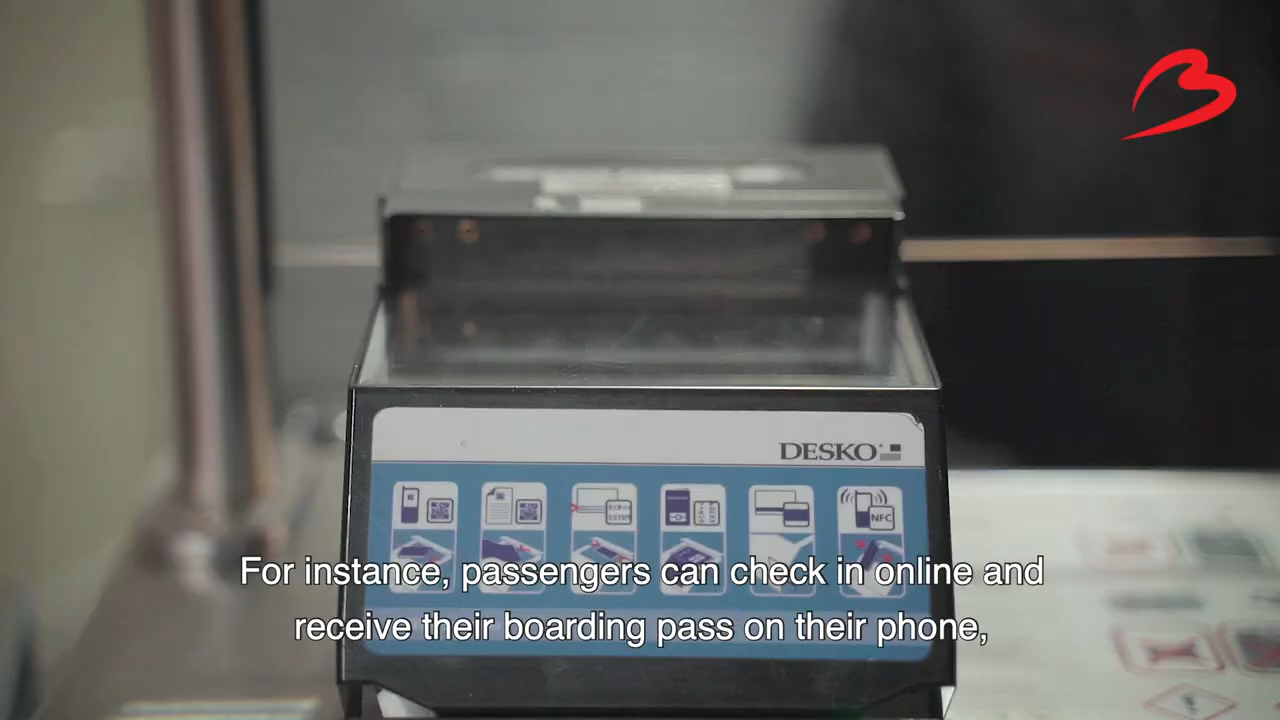 DESKO
NFC
For instance, passengers can check in online and
receive their boarding pass on their phone,